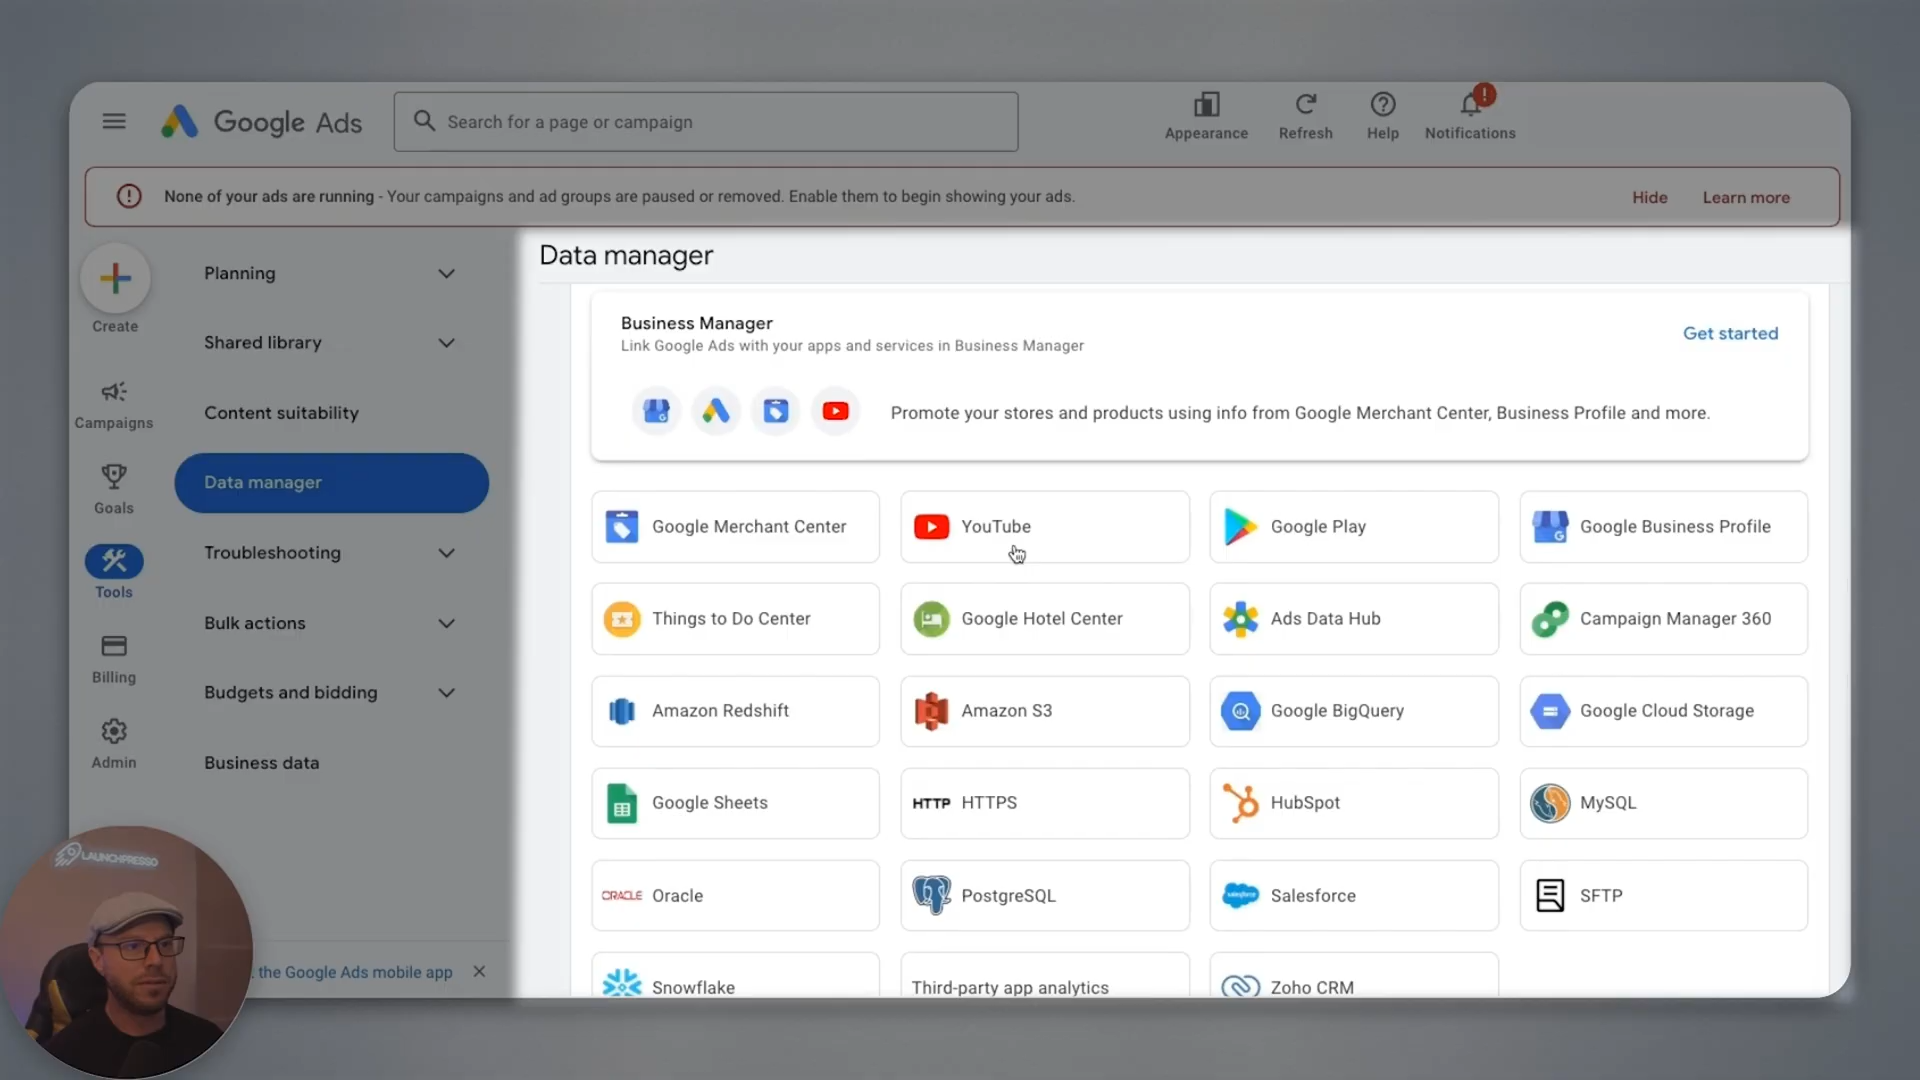 Google Ads
Search for a page or campaign
Appearance
Refresh
Help
Notifications
None of your ads are running - Your campaigns and ad groups are paused or removed. Enable them to begin showing your ads.
Hide
Learn more
Create
Campaigns
Goals
Tools
Billing
Admin
Planning
Shared library
Content suitability
Data manager
Troubleshooting
Bulk actions
Budgets and bidding
Business data
the Google Ads mobile app
Data manager
Business Manager
Link Google Ads with your apps and services in Business Manager
Get started
Promote your stores and products using info from Google Merchant Center, Business Profile and more.
Google Merchant Center
YouTube
Google Play
Google Business Profile
Things to Do Center
Google Hotel Center
Ads Data Hub
Campaign Manager 360
Amazon Redshift
Amazon S3
Google BigQuery
Google Cloud Storage
Google Sheets
HTTP HTTPS
HubSpot
MySQL
ORACLE Oracle
PostgreSQL
salesforce Salesforce
SFTP
Snowflake
Third-party app analytics
Zoho CRM
LAUNCHPRESSO